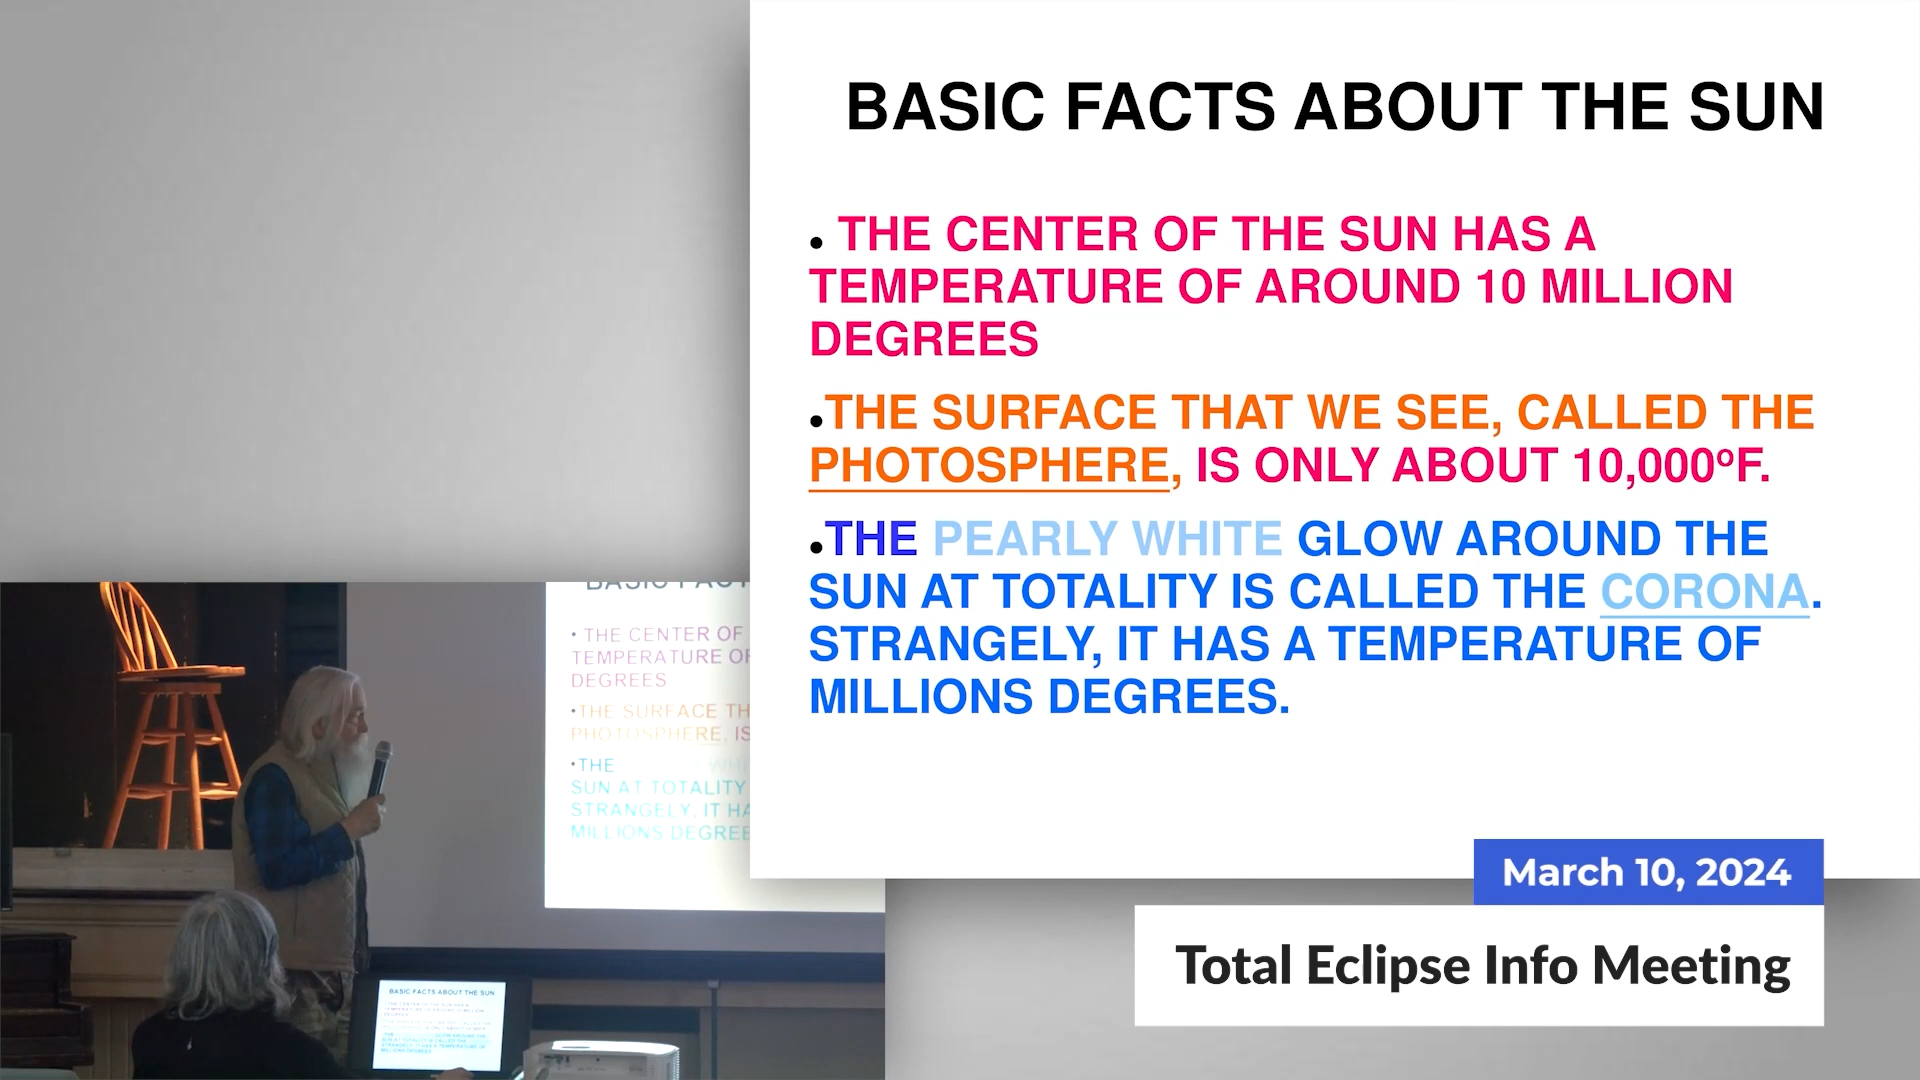 BASIC FACTS ABOUT THE SUN
• THE CENTER OF THE SUN HAS A
TEMPERATURE OF AROUND 10 MILLION
DEGREES
•THE SURFACE THAT WE SEE, CALLED THE
PHOTOSPHERE, IS ONLY ABOUT 10,000ºF.
•THE PEARLY WHITE GLOW AROUND THE
SUN AT TOTALITY IS CALLED THE CORONA.
STRANGELY, IT HAS A TEMPERATURE OF
MILLIONS DEGREES.
• THE CENTER OF
TEMPERATURE OF
DEGREES
•THE SURFACE TH
PHOTOSPHERE, IS
•THE WHI
SUN AT TOTALITY
STRANGELY, IT HA
MILLIONS DEGREE
BASIC FACTS ABOUT THE SUN
March 10, 2024
Total Eclipse Info Meeting